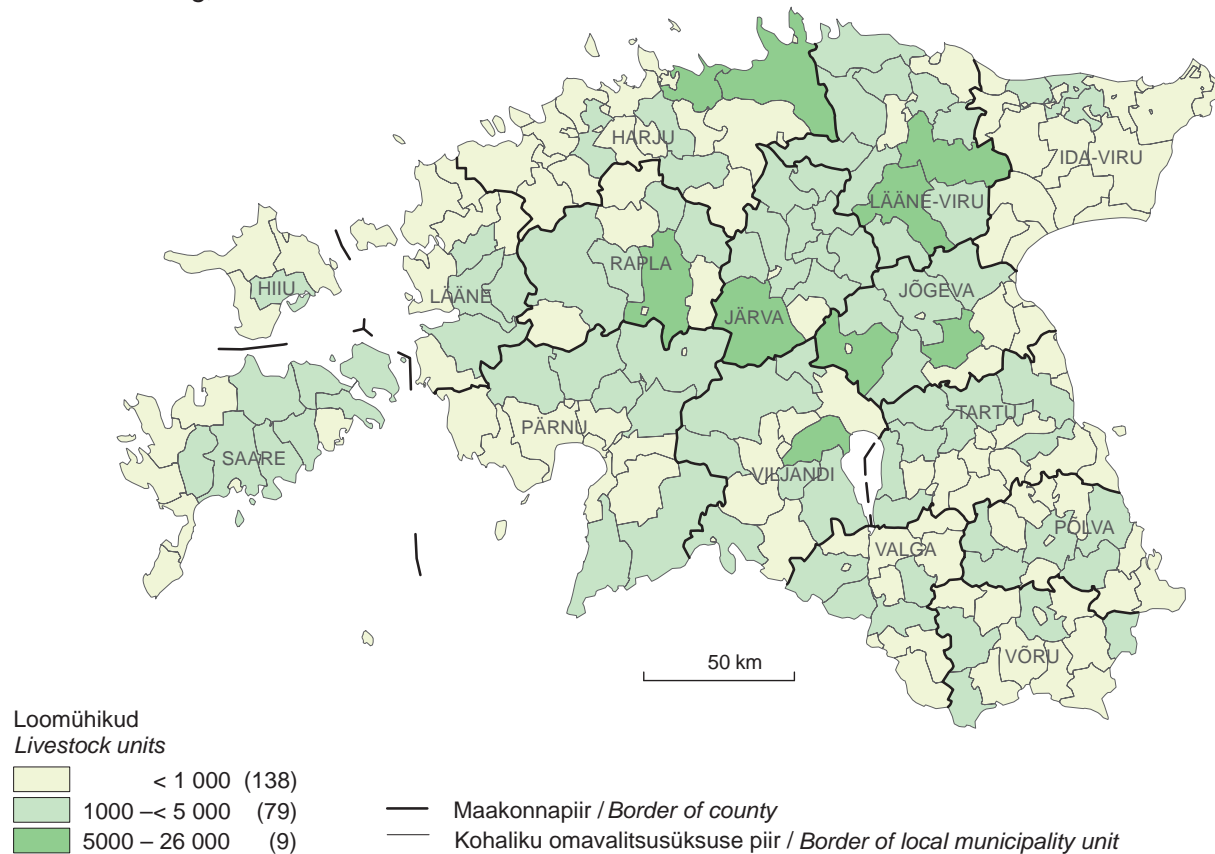 HARJU
IDA-VIRU
LÄÄNE-VIRU
RAPLA
HIIU
LÄÄNE
JÄRVA
JÕGEVA
PÄRNU
TARTU
SAARE
VILJANDI
PÕLVA
VALGA
VÕRU
50 km
Loomühikud
Livestock units
< 1 000 (138)
1000 –< 5 000 (79)
5000 – 26 000 (9)
Maakonnapiir / Border of county
Kohaliku omavalitsusüksuse piir / Border of local municipality unit